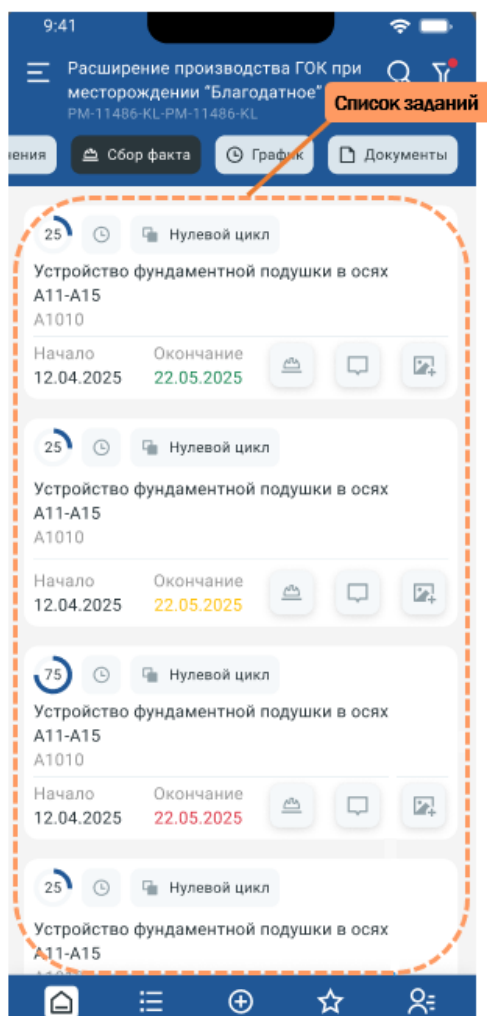 9:41
Расширение производства ГОК при
месторождении "Благодатное"
Список заданий
PM-11486-KL-PM-11486-KL
Сбор факта График Документы
25 Нулевой цикл
Устройство фундаментной подушки в осях
А11-А15
A1010
Начало Окончание
12.04.2025 22.05.2025
25 Нулевой цикл
Устройство фундаментной подушки в осях
А11-А15
A1010
Начало Окончание
12.04.2025 22.05.2025
75 Нулевой цикл
Устройство фундаментной подушки в осях
А11-А15
A1010
Начало Окончание
12.04.2025 22.05.2025
25 Нулевой цикл
Устройство фундаментной подушки в осях
А11-А15